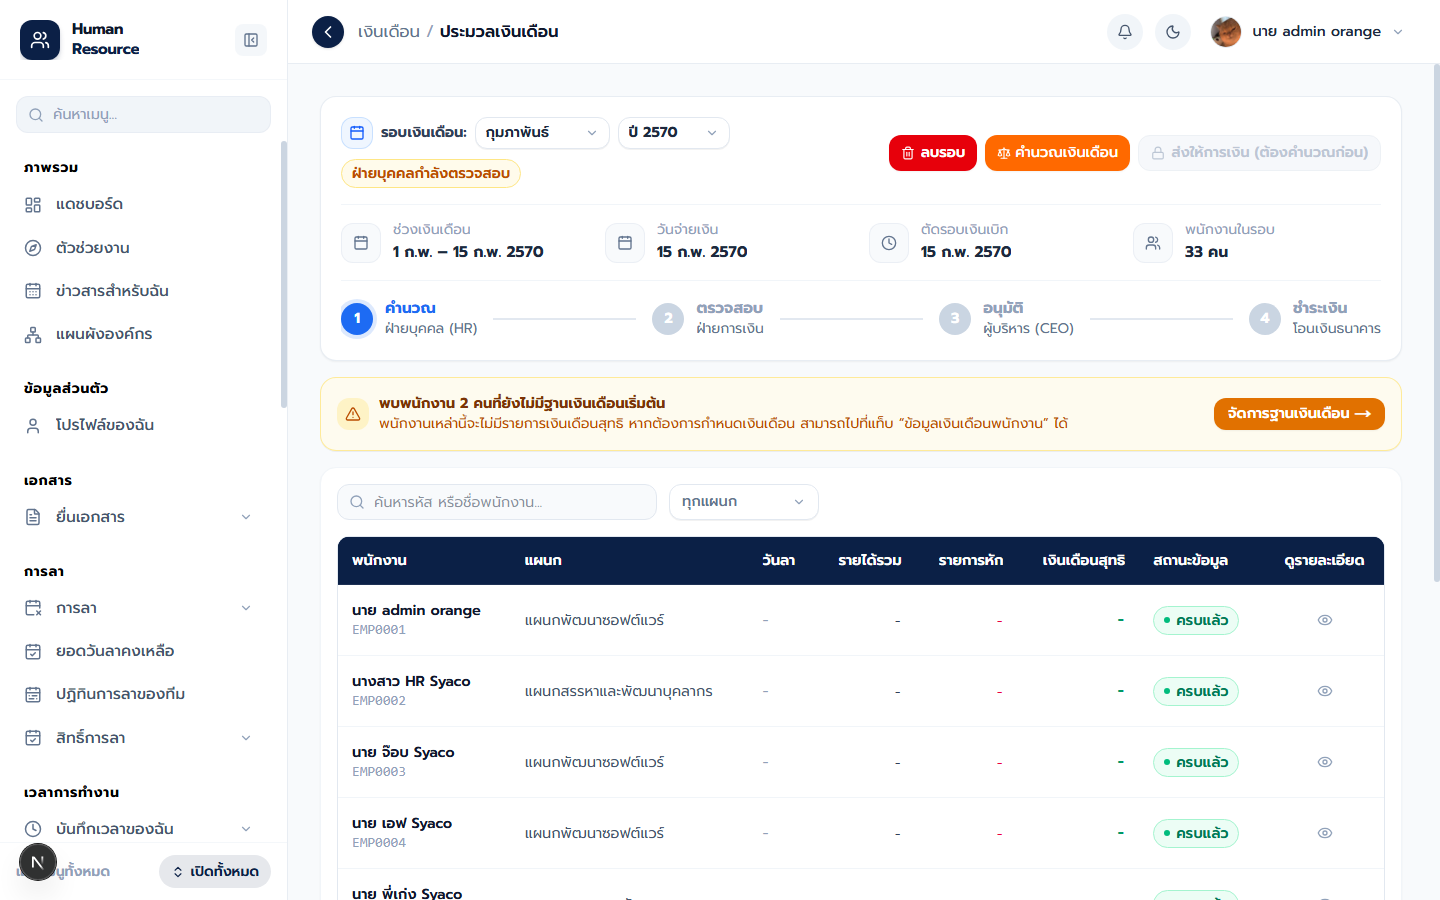 Human
Resource
ค้นหาเมนู...
ภาพรวม
แดชบอร์ด
ตัวช่วยงาน
ข่าวสารสำหรับฉัน
แผนผังองค์กร
ข้อมูลส่วนตัว
โปรไฟล์ของฉัน
เอกสาร
ยื่นเอกสาร
การลา
การลา
ยอดวันลาคงเหลือ
ปฏิทินการลาของทีม
สิทธิ์การลา
เวลาการทำงาน
บันทึกเวลาของฉัน
N
เปิดทั้งหมด
เงินเดือน / ประมวลเงินเดือน
นาย admin orange
รอบเงินเดือน: กุมภาพันธ์ ปี 2570
ฝ่ายบุคคลกำลังตรวจสอบ
ลบรอบ คำนวณเงินเดือน ส่งให้การเงิน (ต้องคำนวณก่อน)
ช่วงเงินเดือน
1 ก.พ. – 15 ก.พ. 2570
วันจ่ายเงิน
15 ก.พ. 2570
ตัดรอบเงินเบิก
15 ก.พ. 2570
พนักงานในรอบ
33 คน
1 คำนวณ
ฝ่ายบุคคล (HR)
2 ตรวจสอบ
ฝ่ายการเงิน
3 อนุมัติ
ผู้บริหาร (CEO)
4 ชำระเงิน
โอนเงินธนาคาร
พบพนักงาน 2 คนที่ยังไม่มีฐานเงินเดือนเริ่มต้น
พนักงานเหล่านี้จะไม่มีรายการเงินเดือนสุทธิ หากต้องการกำหนดเงินเดือน สามารถไปที่แท็บ “ข้อมูลเงินเดือนพนักงาน” ได้
จัดการฐานเงินเดือน →
ค้นหารหัส หรือชื่อพนักงาน...
ทุกแผนก
พนักงาน แผนก วันลา รายได้รวม รายการหัก เงินเดือนสุทธิ สถานะข้อมูล ดูรายละเอียด
นาย admin orange
EMP0001
แผนกพัฒนาซอฟต์แวร์ - - - - ครบแล้ว
นางสาว HR Syaco
EMP0002
แผนกสรรหาและพัฒนาบุคลากร - - - - ครบแล้ว
นาย จ๊อบ Syaco
EMP0003
แผนกพัฒนาซอฟต์แวร์ - - - - ครบแล้ว
นาย เอฟ Syaco
EMP0004
แผนกพัฒนาซอฟต์แวร์ - - - - ครบแล้ว
นาย พี่เก่ง Syaco